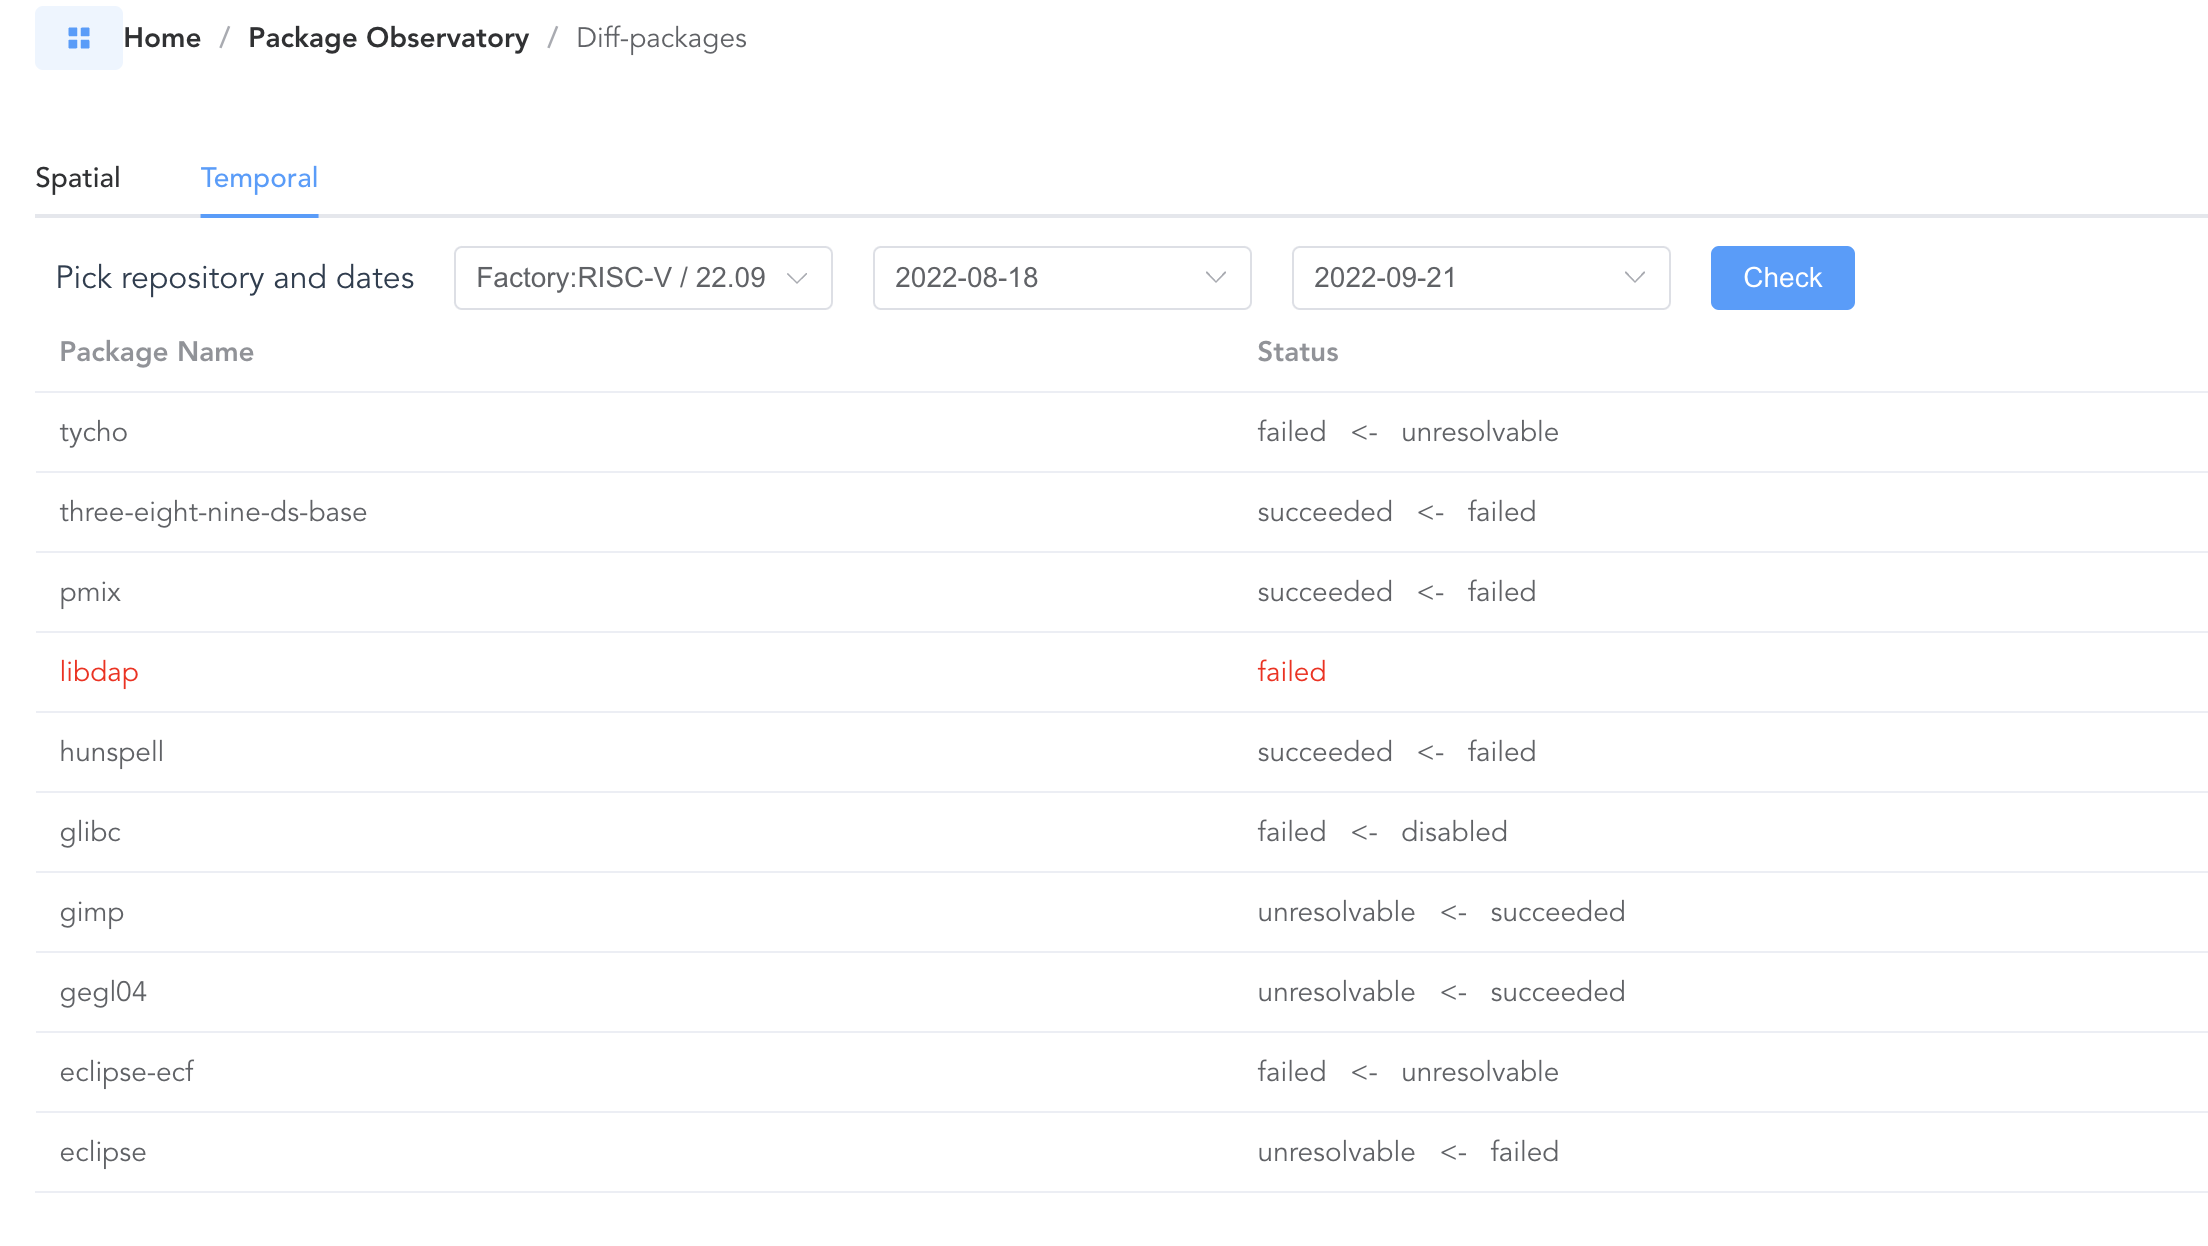 Home / Package Observatory / Diff-packages
Spatial Temporal
Pick repository and dates Factory:RISC-V / 22.09 2022-08-18 2022-09-21 Check
Package Name Status
tycho failed <- unresolvable
three-eight-nine-ds-base succeeded <- failed
pmix succeeded <- failed
libdap failed
hunspell succeeded <- failed
glibc failed <- disabled
gimp unresolvable <- succeeded
gegl04 unresolvable <- succeeded
eclipse-ecf failed <- unresolvable
eclipse unresolvable <- failed